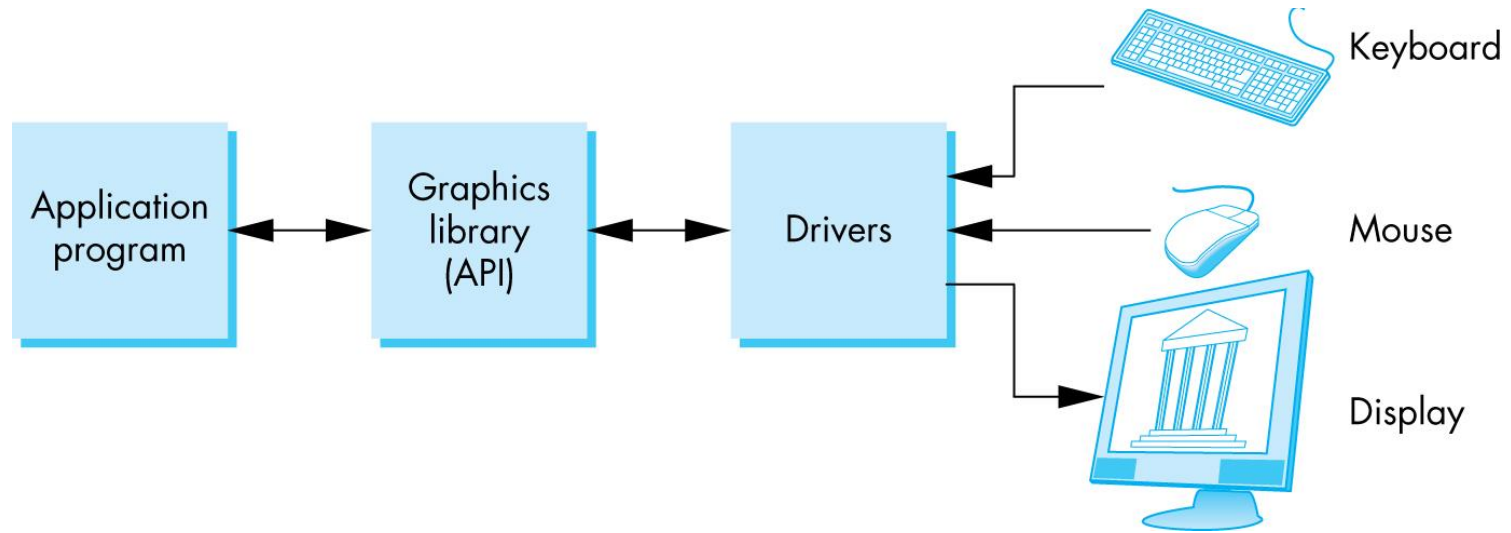 Application
program
Graphics
library
(API)
Drivers
Keyboard
Mouse
Display